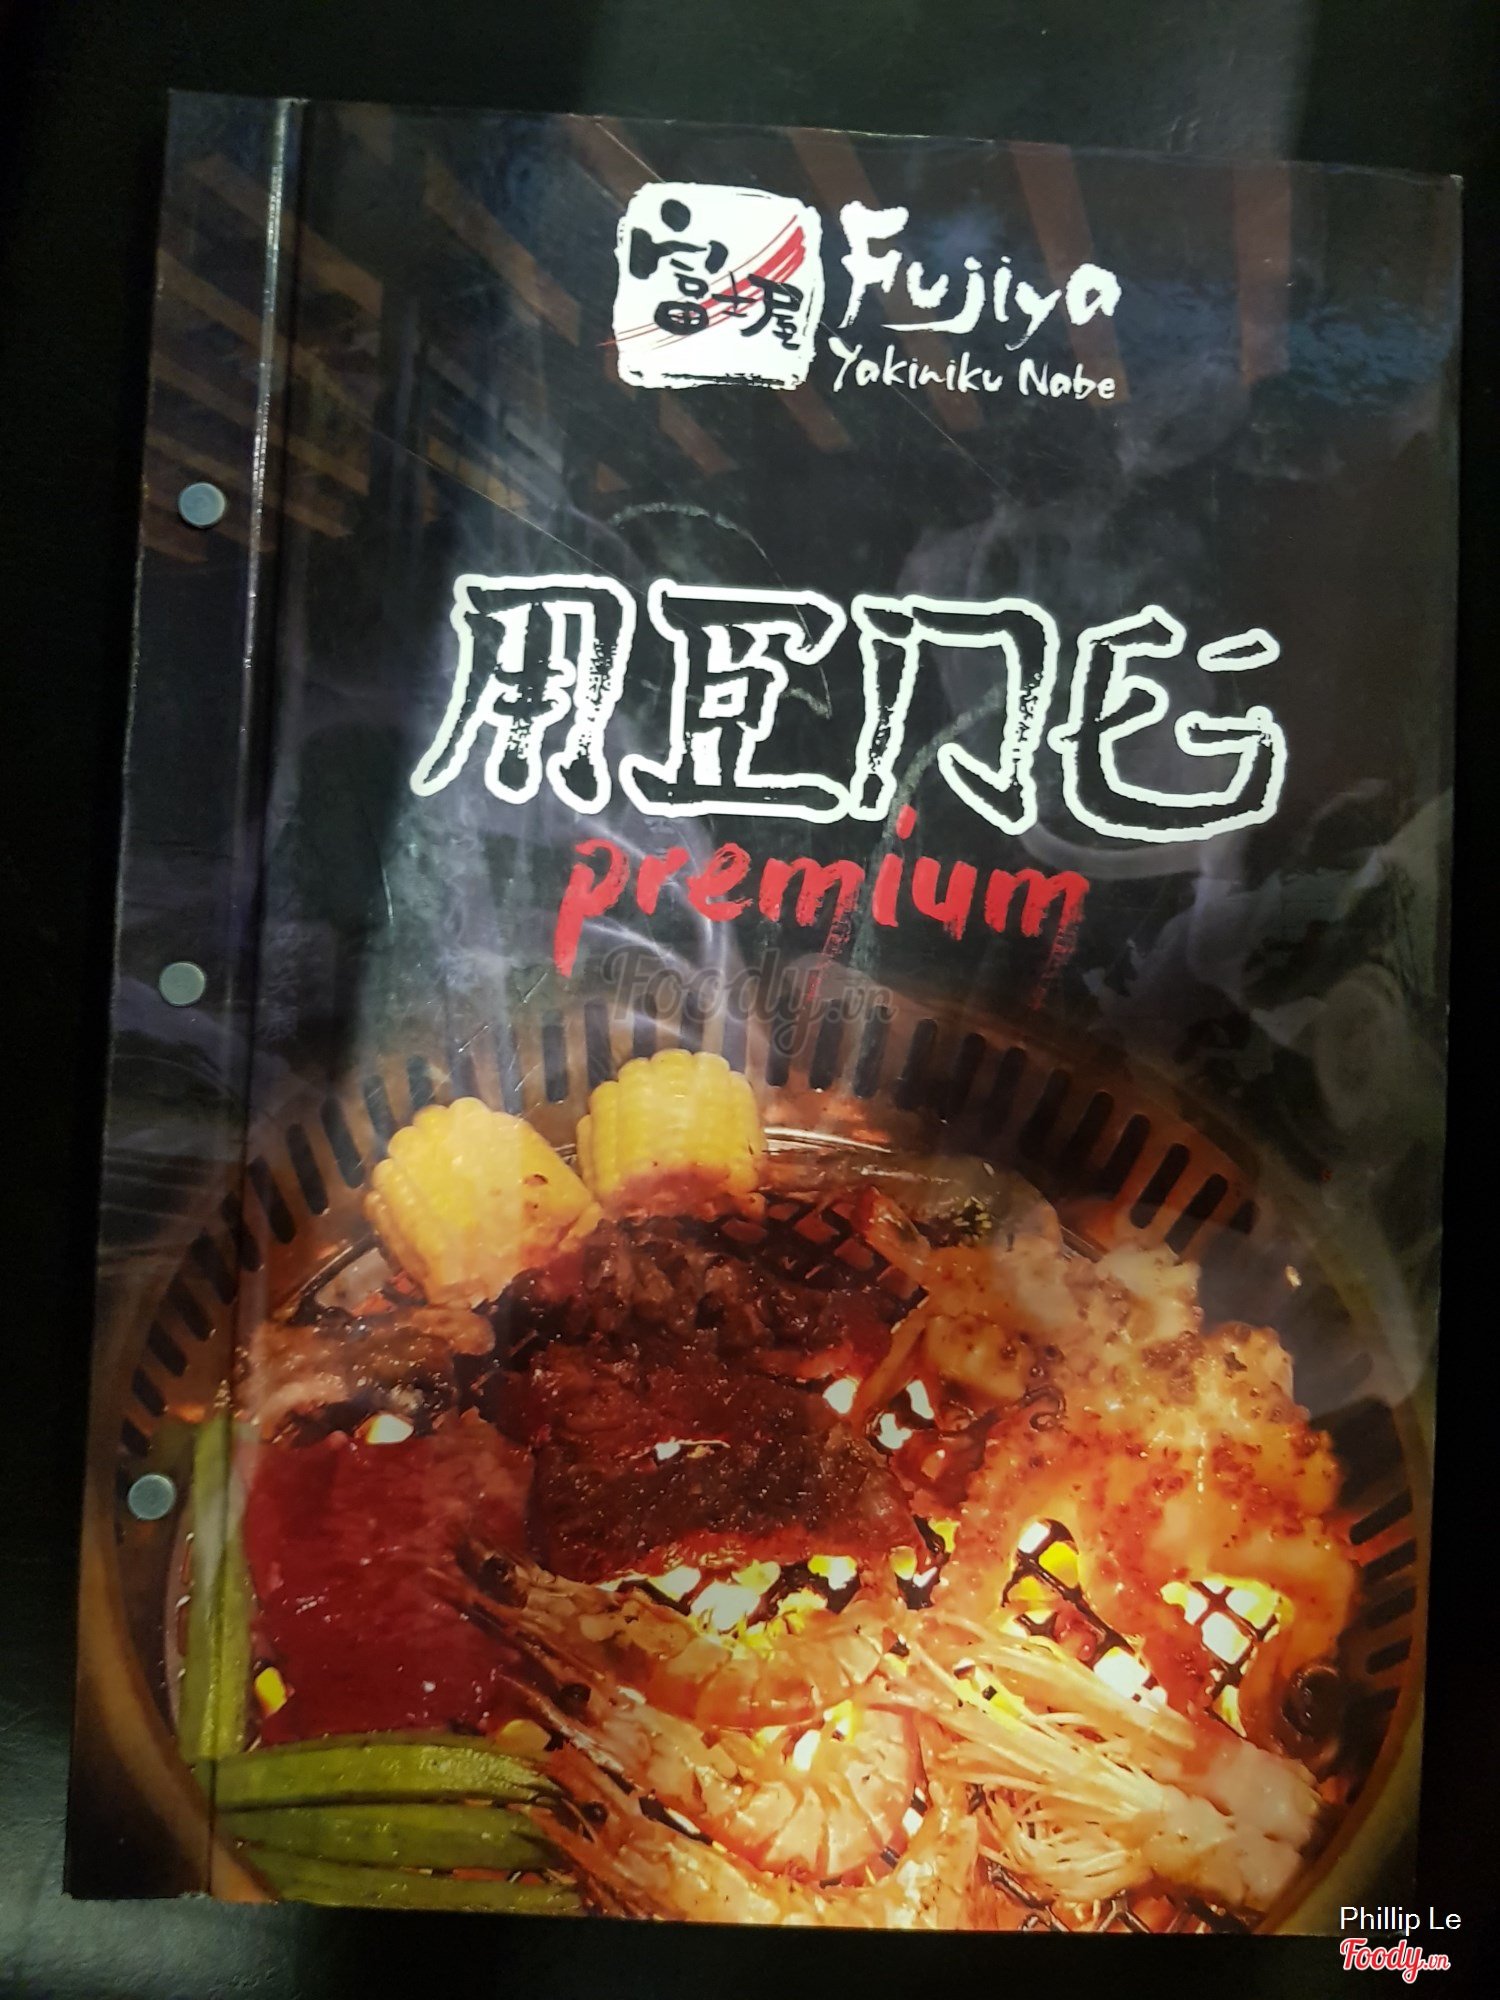 富士屋
Fujiya
Yakiniku Nabe
MENU
premium
Foody.vn
Phillip Le
Foody.vn